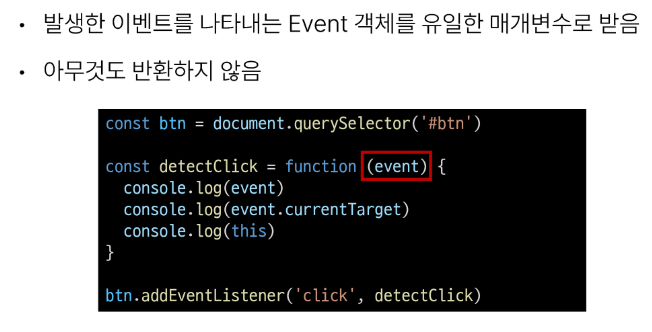 • 발생한 이벤트를 나타내는 Event 객체를 유일한 매개변수로 받음
• 아무것도 반환하지 않음
const btn = document.querySelector('#btn')
const detectClick = function (event) {
  console.log(event)
  console.log(event.currentTarget)
  console.log(this)
}
btn.addEventListener('click', detectClick)